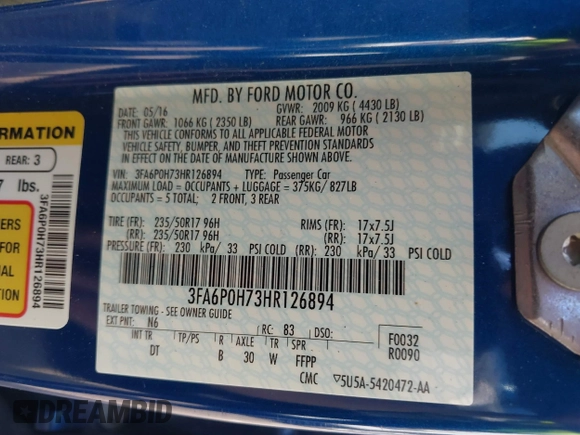 MFD. BY FORD MOTOR CO.
DATE: 05/16 GVWR: 2009 KG ( 4430 LB)
FRONT GAWR: 1066 KG ( 2350 LB) REAR GAWR: 966 KG ( 2130 LB)
THIS VEHICLE CONFORMS TO ALL APPLICABLE FEDERAL MOTOR
VEHICLE SAFETY, BUMPER, AND THEFT PREVENTION STANDARDS
IN EFFECT ON THE DATE OF MANUFACTURE SHOWN ABOVE.
VIN: 3FA6P0H73HR126894 TYPE: Passenger Car
MAXIMUM LOAD = OCCUPANTS + LUGGAGE = 375KG/ 827LB
OCCUPANTS = 5 TOTAL; 2 FRONT, 3 REAR
TIRE (FR): 235/50R17 96H RIMS (FR): 17x7.5J
(RR): 235/50R17 96H (RR): 17x7.5J
PRESSURE (FR): 230 kPa/ 33 PSI COLD (RR): 230 kPa/ 33 PSI COLD
3FA6P0H73HR126894
TRAILER TOWING - SEE OWNER GUIDE
EXT PNT: N6 RC: 83 DSO: F0032
INT TR TP/PS R AXLE TR SPR R0090
DT B 30 W FFPP
CMC ▽5U5A-5420472-AA
ORMATION
REAR: 3
7 lbs.
ERS
FOR
NAL
ION
3FA6P0H73HR126894
DREAMBID